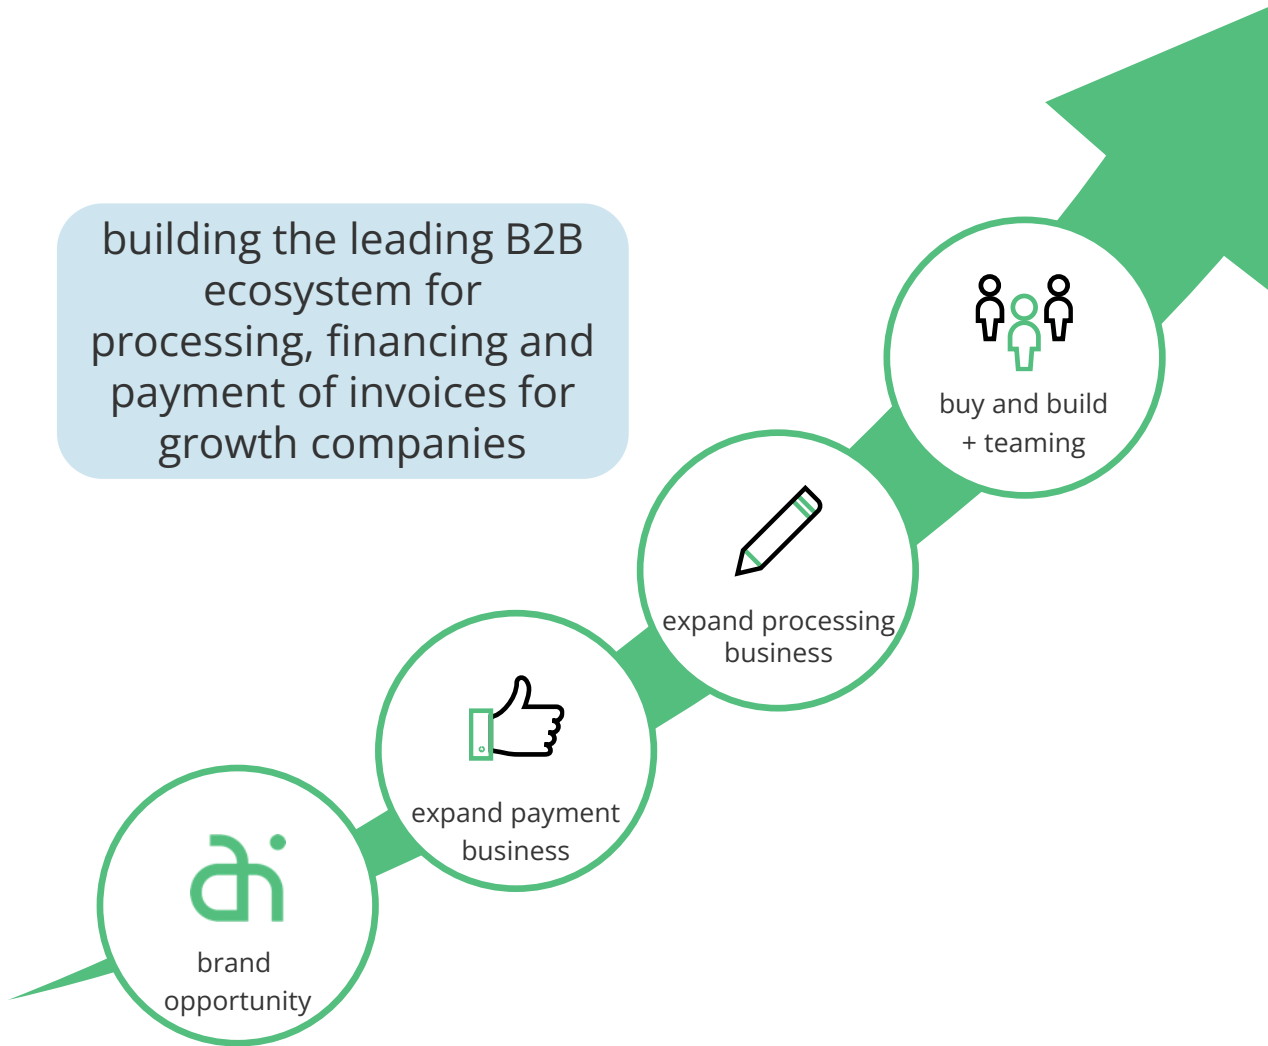 building the leading B2B
ecosystem for
processing, financing and
payment of invoices for
growth companies
buy and build
+ teaming
expand processing
business
expand payment
business
brand
opportunity